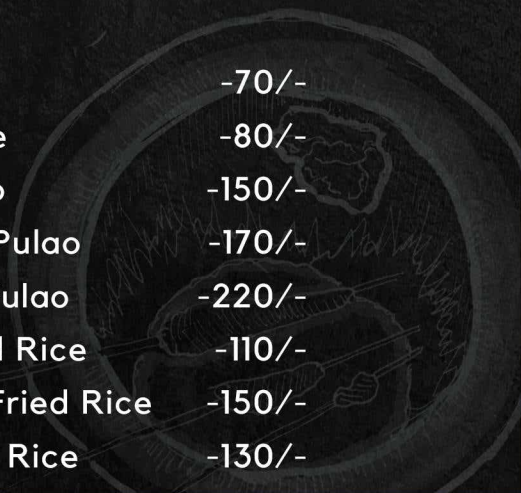 -70/-
e -80/-
o -150/-
Pulao -170/-
ulao -220/-
l Rice -110/-
Fried Rice -150/-
Rice -130/-